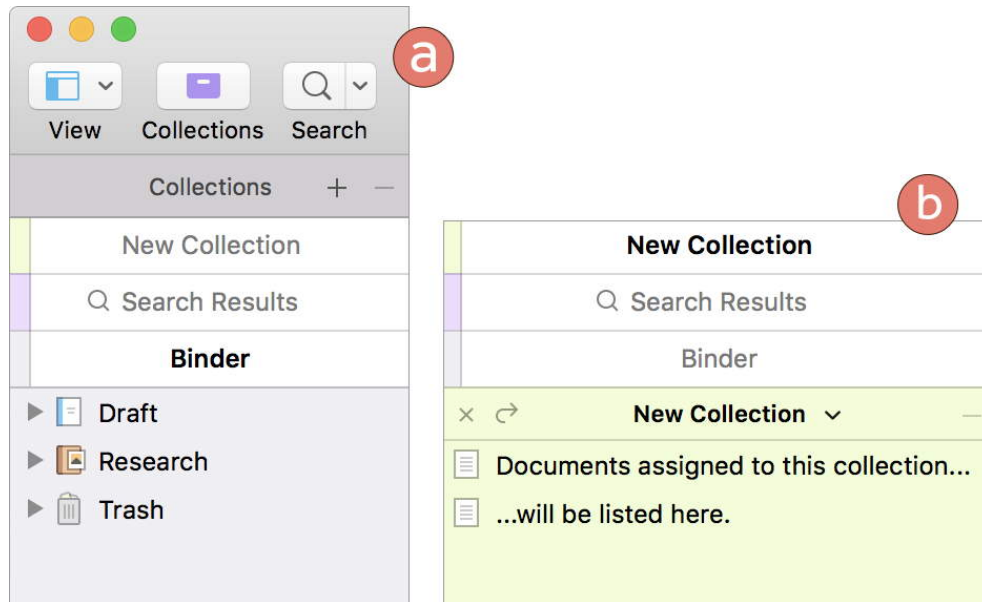 a
View Collections Search
Collections + −
New Collection
Search Results
Binder
Draft
Research
Trash
b
New Collection
Search Results
Binder
New Collection
Documents assigned to this collection...
...will be listed here.